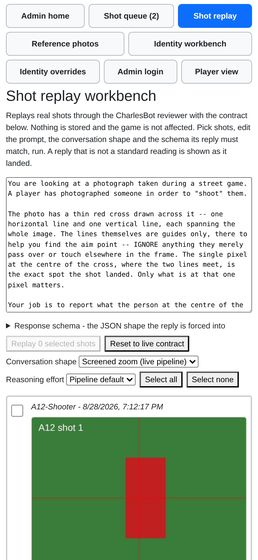 Admin home
Shot queue (2)
Shot replay
Reference photos
Identity workbench
Identity overrides
Admin login
Player view
Shot replay workbench
Replays real shots through the CharlesBot reviewer with the contract
below. Nothing is stored and the game is not affected. Pick shots, edit
the prompt, the conversation shape and the schema its reply must
match, run. A reply that is not a standard reading is shown as it
landed.
You are looking at a photograph taken during a street game.
A player has photographed someone in order to "shoot" them.
The photo has a thin red cross drawn across it -- one
horizontal line and one vertical line, each spanning the
whole image. The lines themselves are guides only, there to
help you find the aim point -- IGNORE anything they merely
pass over or touch elsewhere in the frame. The single pixel
at the centre of the cross, where the two lines meet, is
the exact spot the shot landed. Only what is at that one
pixel matters.
Your job is to report what the person at the centre of the
Response schema - the JSON shape the reply is forced into
Replay 0 selected shots
Reset to live contract
Conversation shape
Screened zoom (live pipeline)
Reasoning effort
Pipeline default
Select all
Select none
A12-Shooter - 8/28/2026, 7:12:17 PM
A12 shot 1